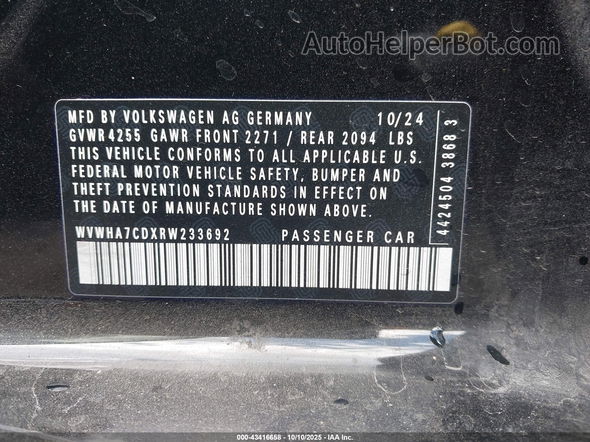 AutoHelperBot.com
MFD BY VOLKSWAGEN AG GERMANY 10/24
GVWR4255 GAWR FRONT 2271 / REAR 2094 LBS
THIS VEHICLE CONFORMS TO ALL APPLICABLE U.S.
FEDERAL MOTOR VEHICLE SAFETY, BUMPER AND
THEFT PREVENTION STANDARDS IN EFFECT ON
THE DATE OF MANUFACTURE SHOWN ABOVE.
WVWHA7CDXRW233692 PASSENGER CAR
4424504 3868 3
000-43416658 - 10/10/2025 - IAA Inc.